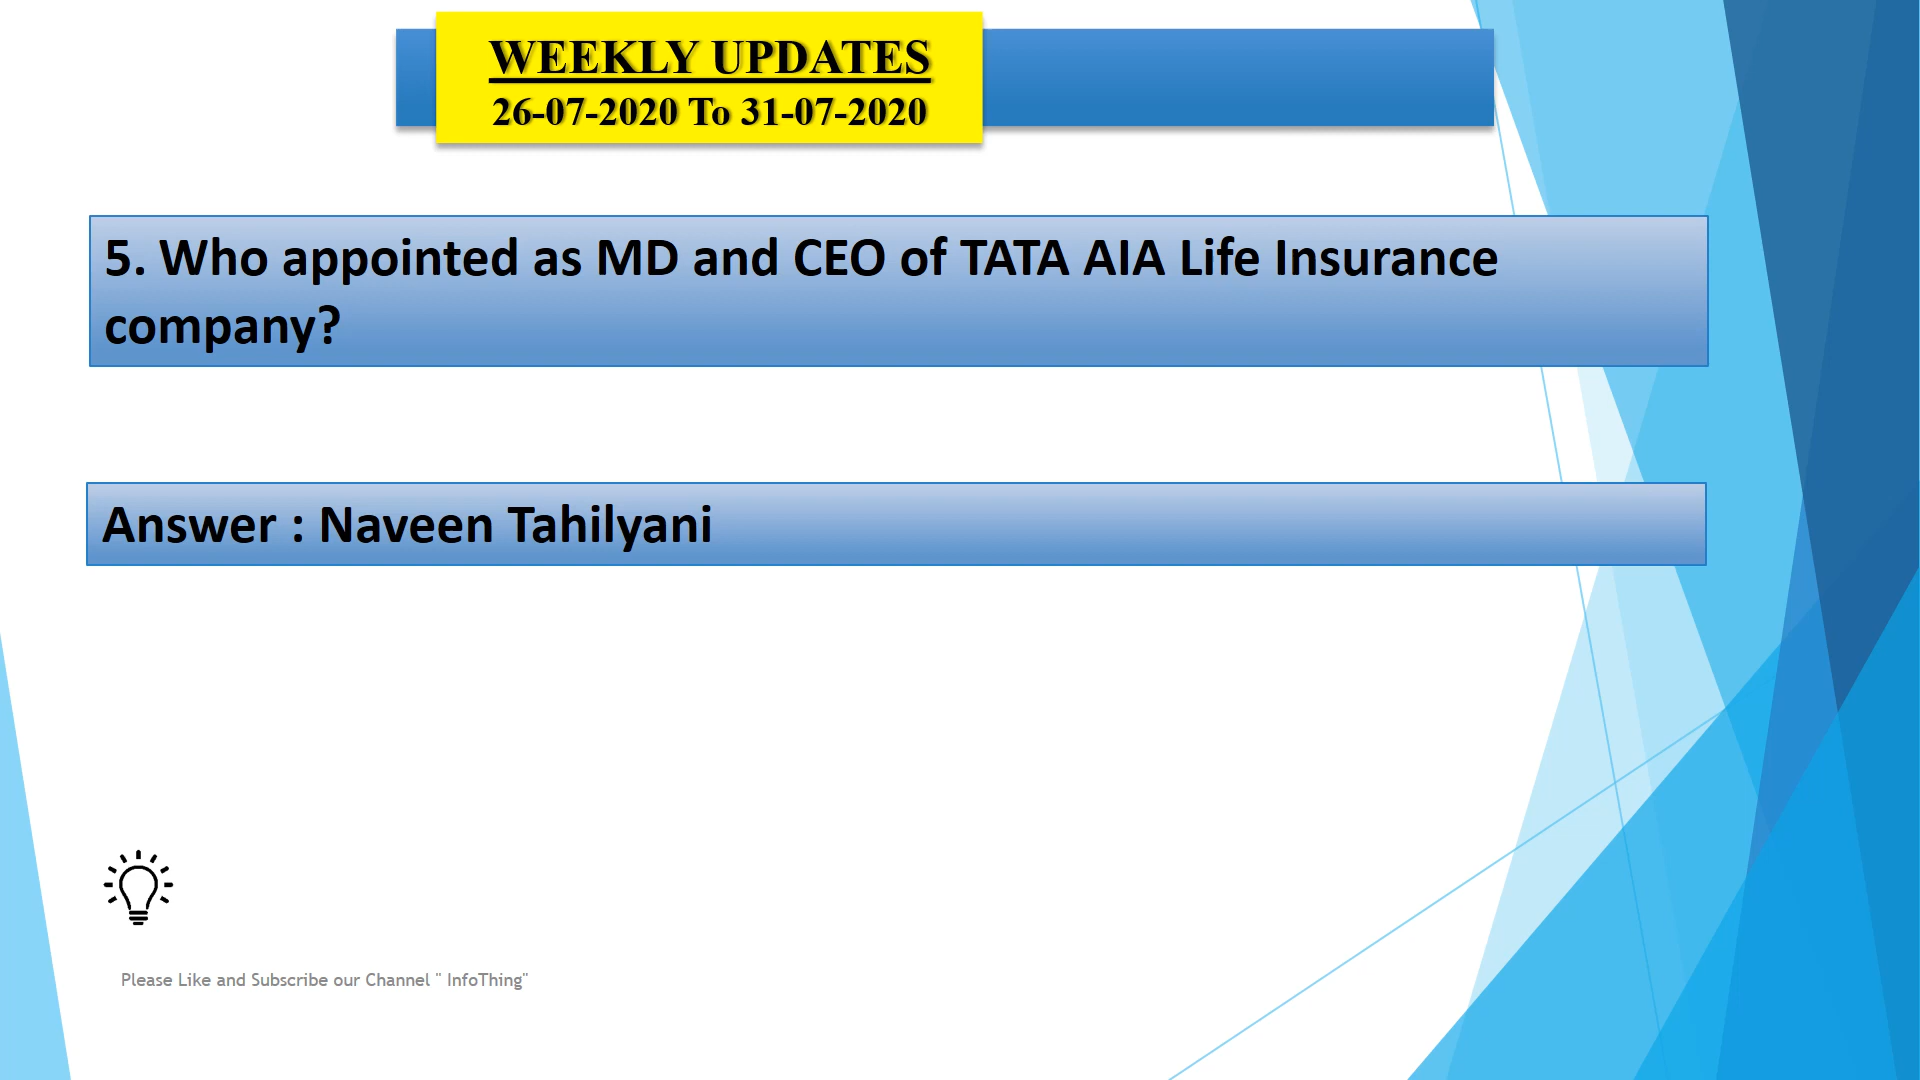 WEEKLY UPDATES
26-07-2020 To 31-07-2020
5. Who appointed as MD and CEO of TATA AIA Life Insurance
company?
Answer : Naveen Tahilyani
Please Like and Subscribe our Channel " InfoThing"